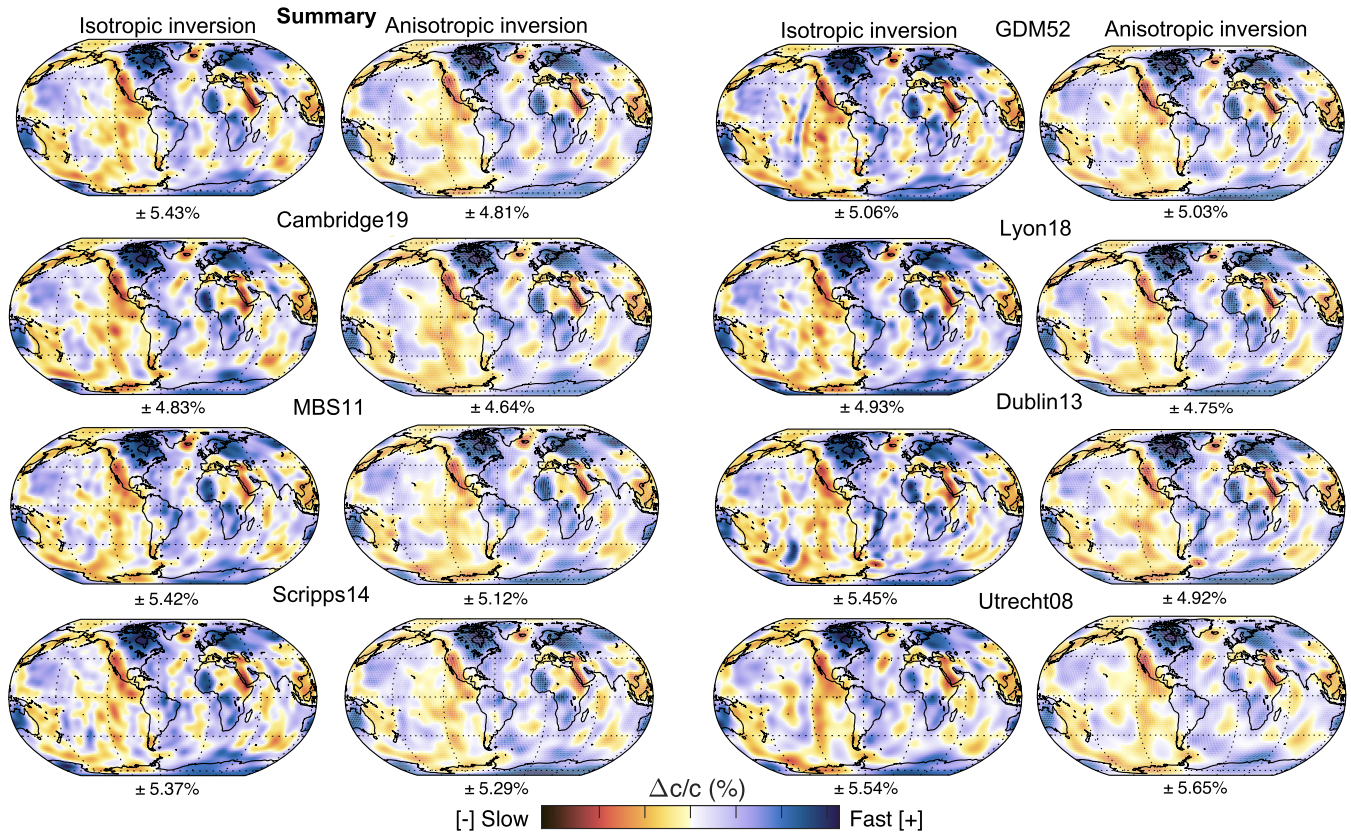 Summary
Isotropic inversion
Anisotropic inversion
± 5.43%
± 4.81%
GDM52
Isotropic inversion
Anisotropic inversion
± 5.06%
± 5.03%
Cambridge19
± 4.83%
± 4.64%
Lyon18
± 4.93%
± 4.75%
MBS11
± 5.42%
± 5.12%
Dublin13
± 5.45%
± 4.92%
Scripps14
± 5.37%
± 5.29%
Utrecht08
± 5.54%
± 5.65%
Δc/c (%)
[-] Slow
Fast [+]